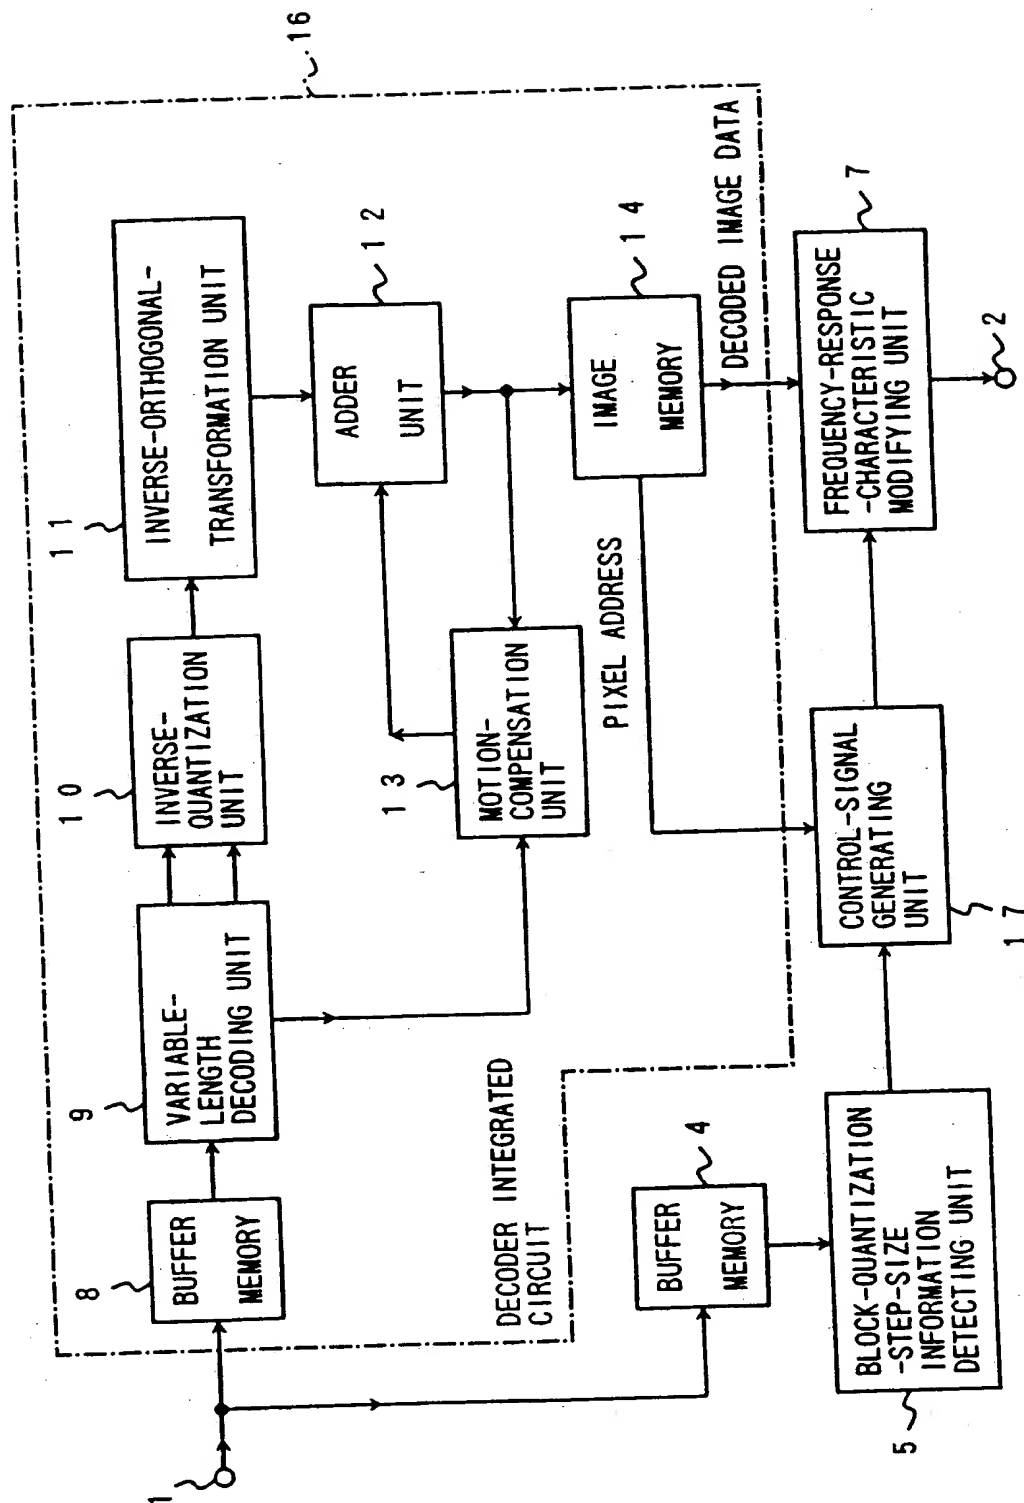 16
11
INVERSE-ORTHOGONAL-
TRANSFORMATION UNIT
10
INVERSE-
QUANTIZATION
UNIT
9
VARIABLE-
LENGTH
DECODING UNIT
8
BUFFER
MEMORY
1
ADDER
UNIT
12
13
MOTION-
COMPENSATION
UNIT
IMAGE
MEMORY
14
PIXEL ADDRESS
DECODED IMAGE DATA
DECODER INTEGRATED
CIRCUIT
BUFFER
MEMORY
4
BLOCK-QUANTIZATION
-STEP-SIZE
INFORMATION
DETECTING UNIT
5
CONTROL-SIGNAL
GENERATING
UNIT
17
FREQUENCY-RESPONSE
-CHARACTERISTIC
MODIFYING UNIT
7
2